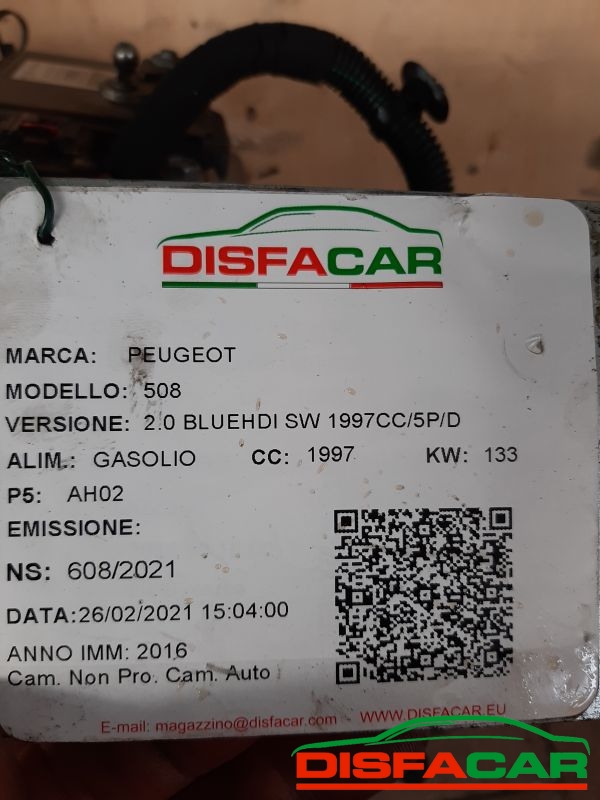 DISFACAR
MARCA: PEUGEOT
MODELLO: 508
VERSIONE: 2.0 BLUEHDI SW 1997CC/5P/D
ALIM.: GASOLIO CC: 1997 KW: 133
P5: AH02
EMISSIONE:
NS: 608/2021
DATA:26/02/2021 15:04:00
ANNO IMM: 2016
Cam. Non Pro. Cam. Auto
E-mail: magazzino@disfacar.com - WWW.DISFACAR.EU
DISFACAR